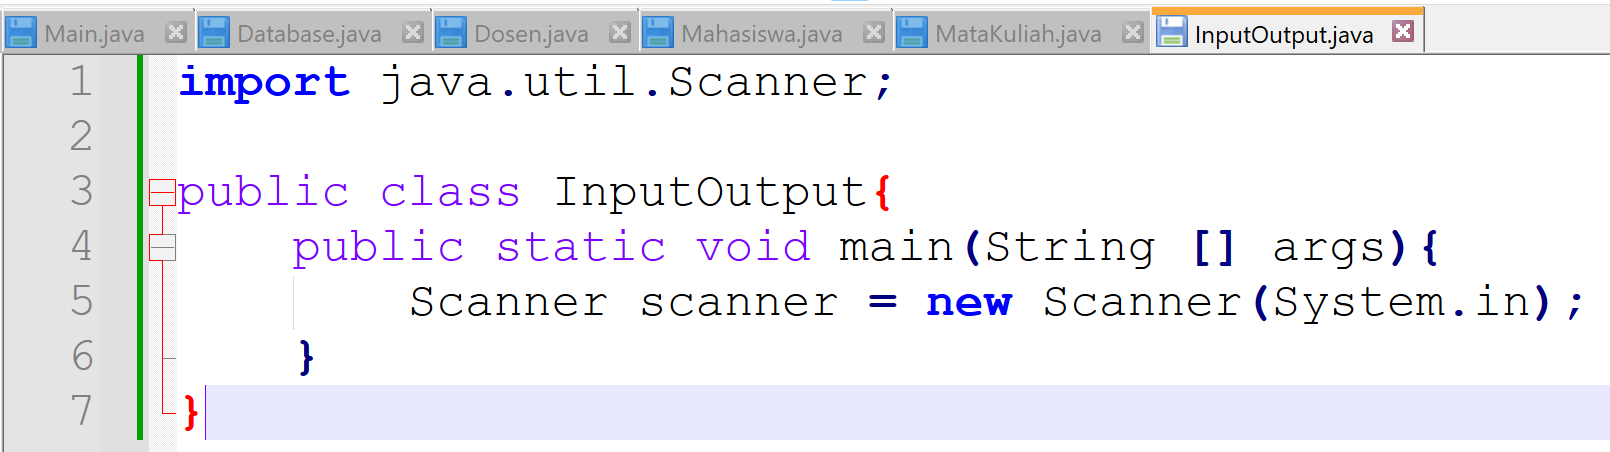 Main.java Database.java Dosen.java Mahasiswa.java MataKuliah.java InputOutput.java
1 import java.util.Scanner;
2
3 public class InputOutput{
4 public static void main(String [] args){
5 Scanner scanner = new Scanner(System.in);
6 }
7 }